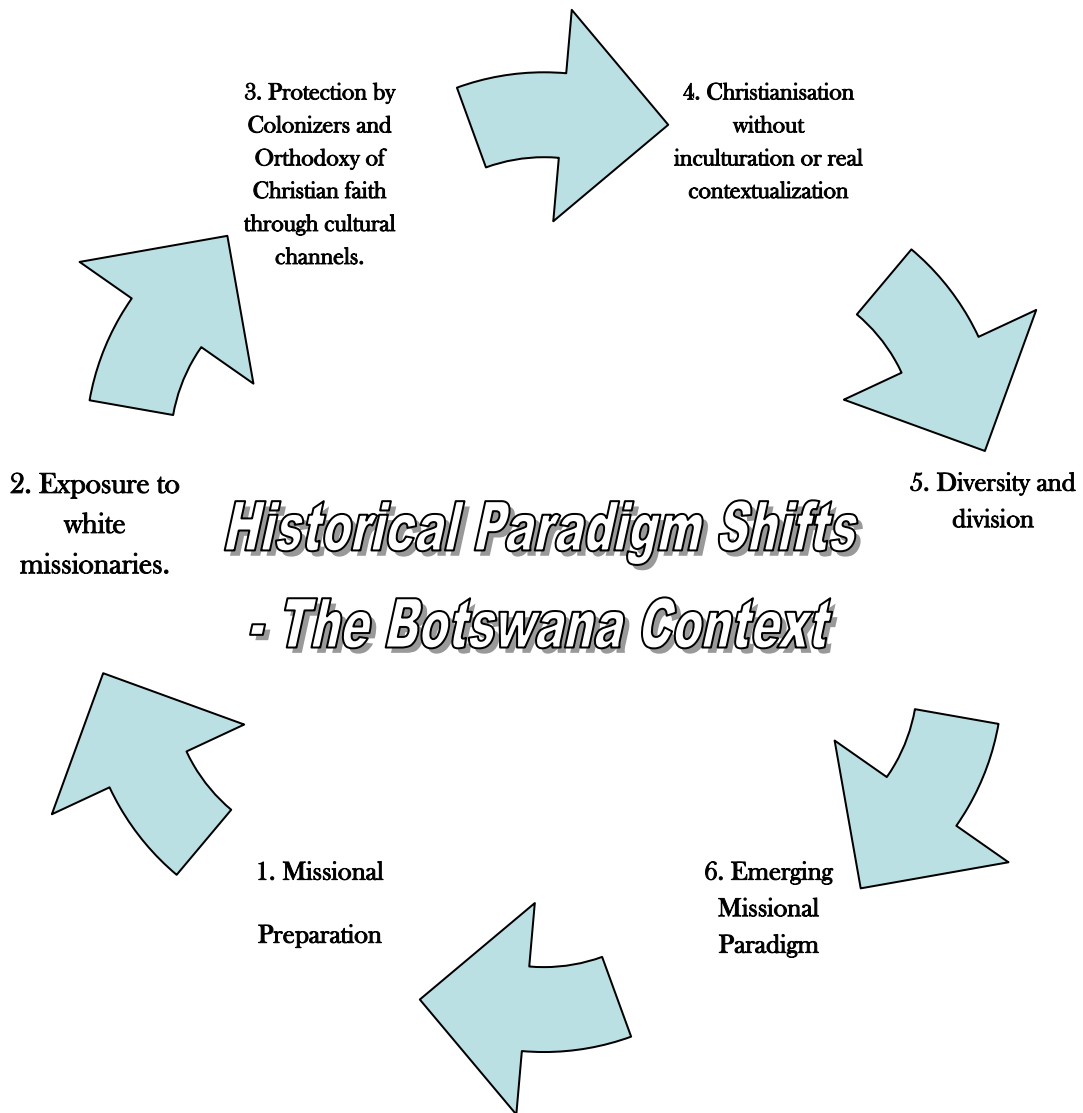 Historical Paradigm Shifts
- The Botswana Context
1. Missional
Preparation
2. Exposure to
white
missionaries.
3. Protection by
Colonizers and
Orthodoxy of
Christian faith
through cultural
channels.
4. Christianisation
without
inculturation or real
contextualization
5. Diversity and
division
6. Emerging
Missional
Paradigm